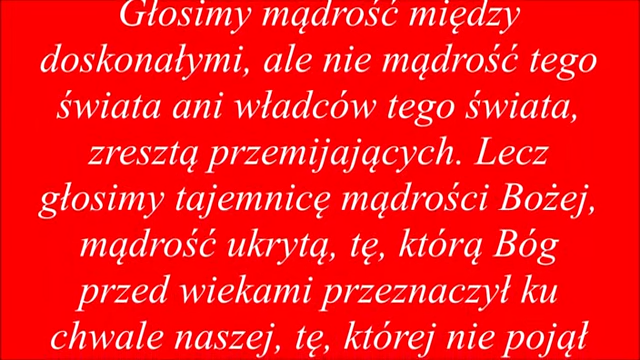 Głosimy mądrość między
doskonałymi, ale nie mądrość tego
świata ani władców tego świata,
zresztą przemijających. Lecz
głosimy tajemnicę mądrości Bożej,
mądrość ukrytą, tę, którą Bóg
przed wiekami przeznaczył ku
chwale naszej, tę, której nie pojął